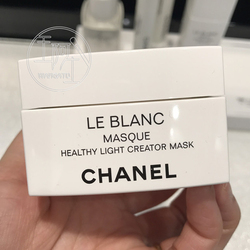 LE BLANC
MASQUE
HEALTHY LIGHT CREATOR MASK
CHANEL